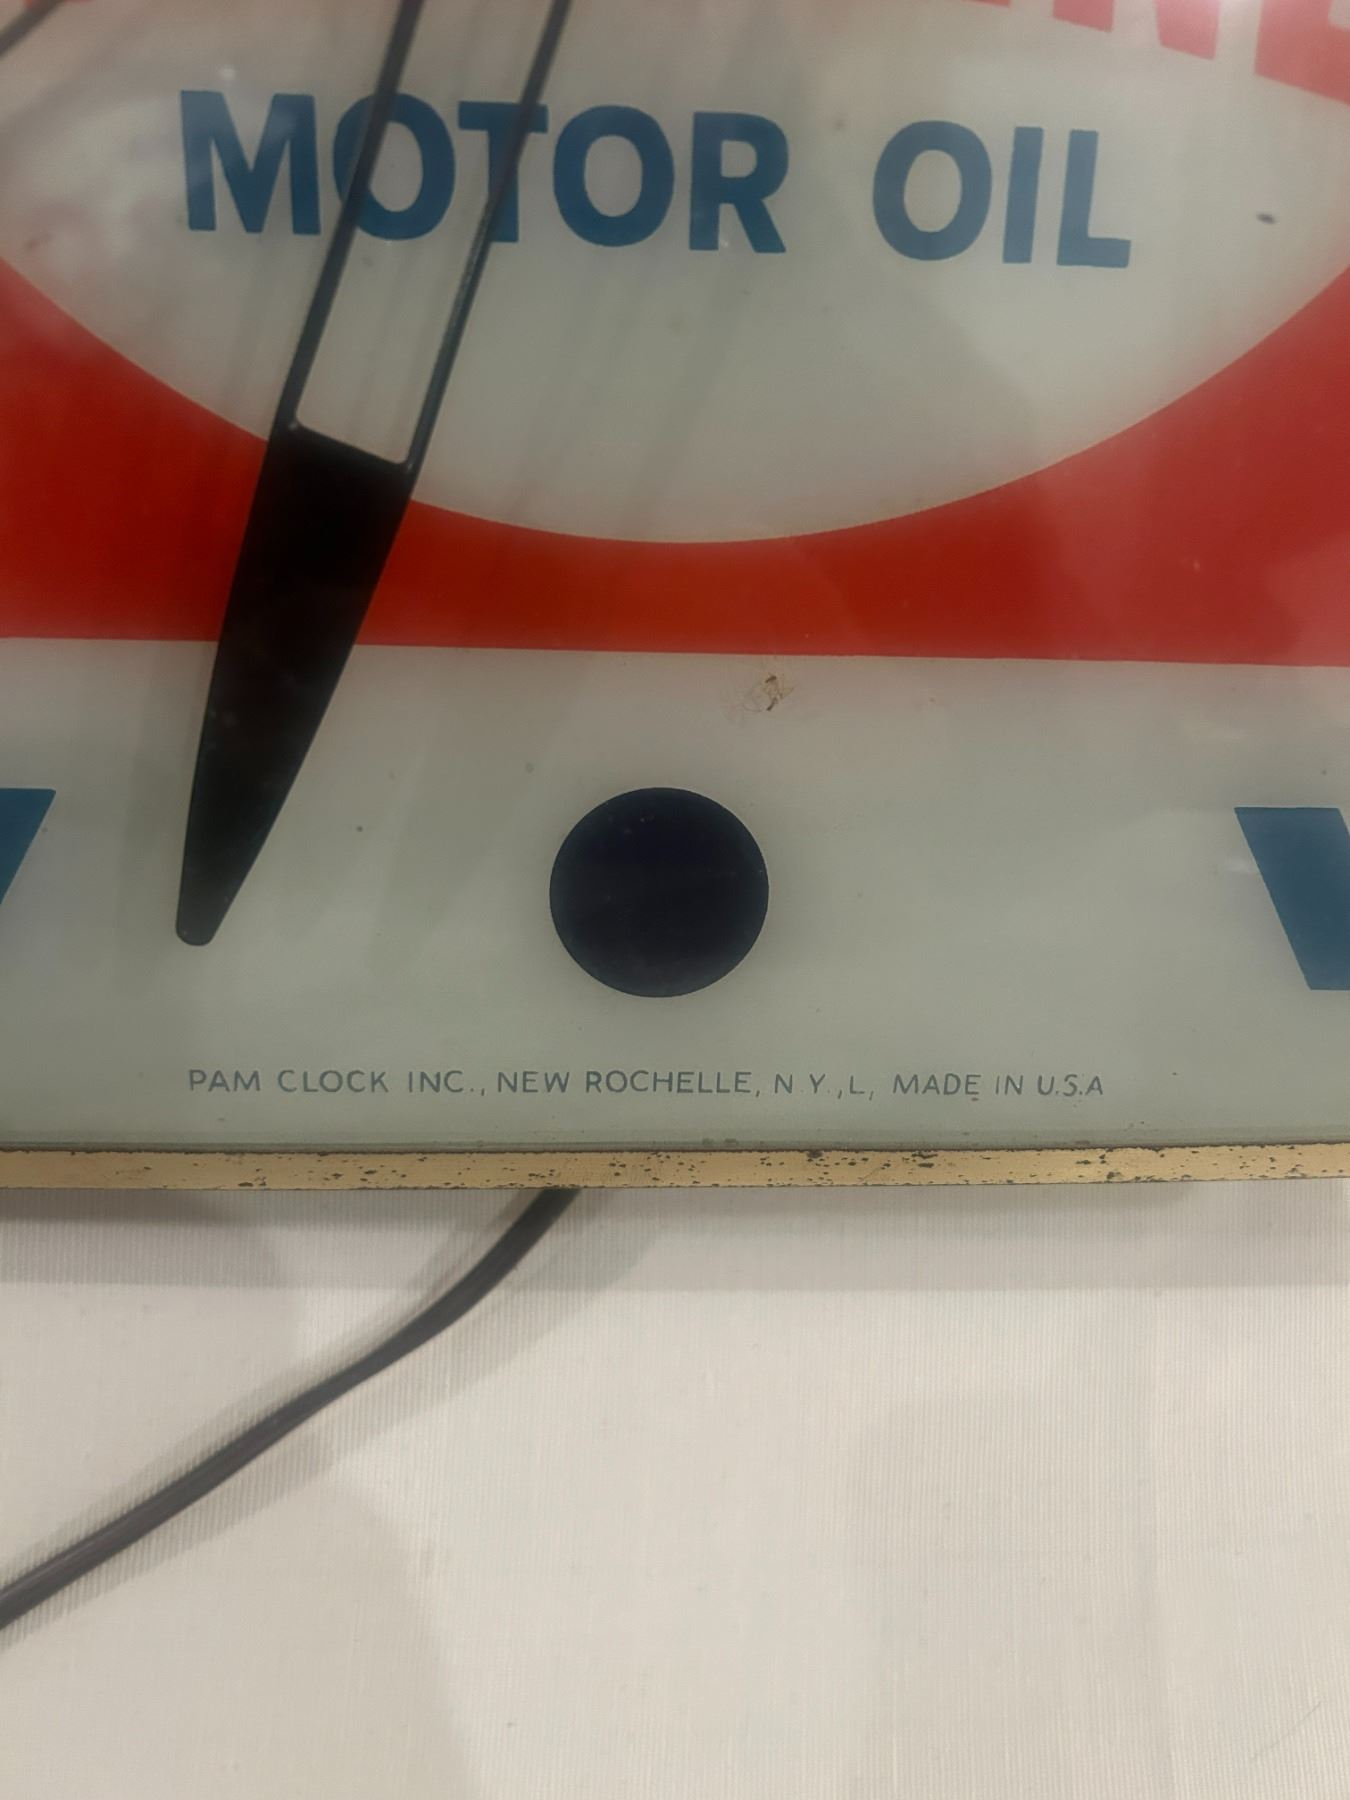 MOTOR OIL
PAM CLOCK INC., NEW ROCHELLE, N.Y.,L, MADE IN U.S.A